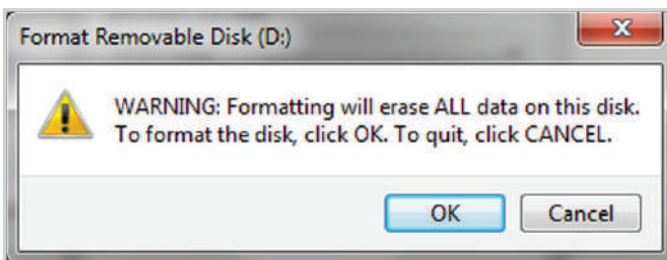 Format Removable Disk (D:)
WARNING: Formatting will erase ALL data on this disk.
To format the disk, click OK. To quit, click CANCEL.
OK Cancel